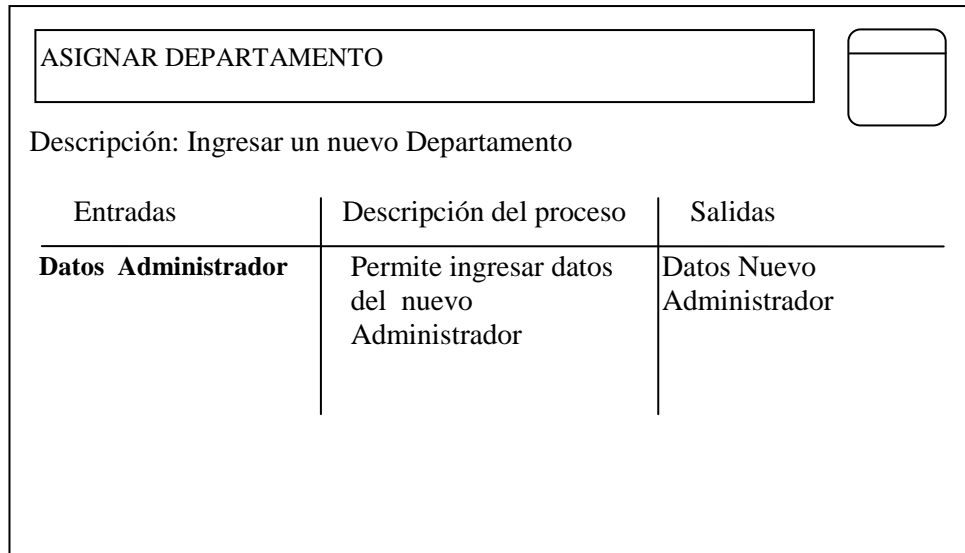 ASIGNAR DEPARTAMENTO
Descripción: Ingresar un nuevo Departamento
Entradas Descripción del proceso Salidas
Datos Administrador
Permite ingresar datos
del nuevo
Administrador
Datos Nuevo
Administrador